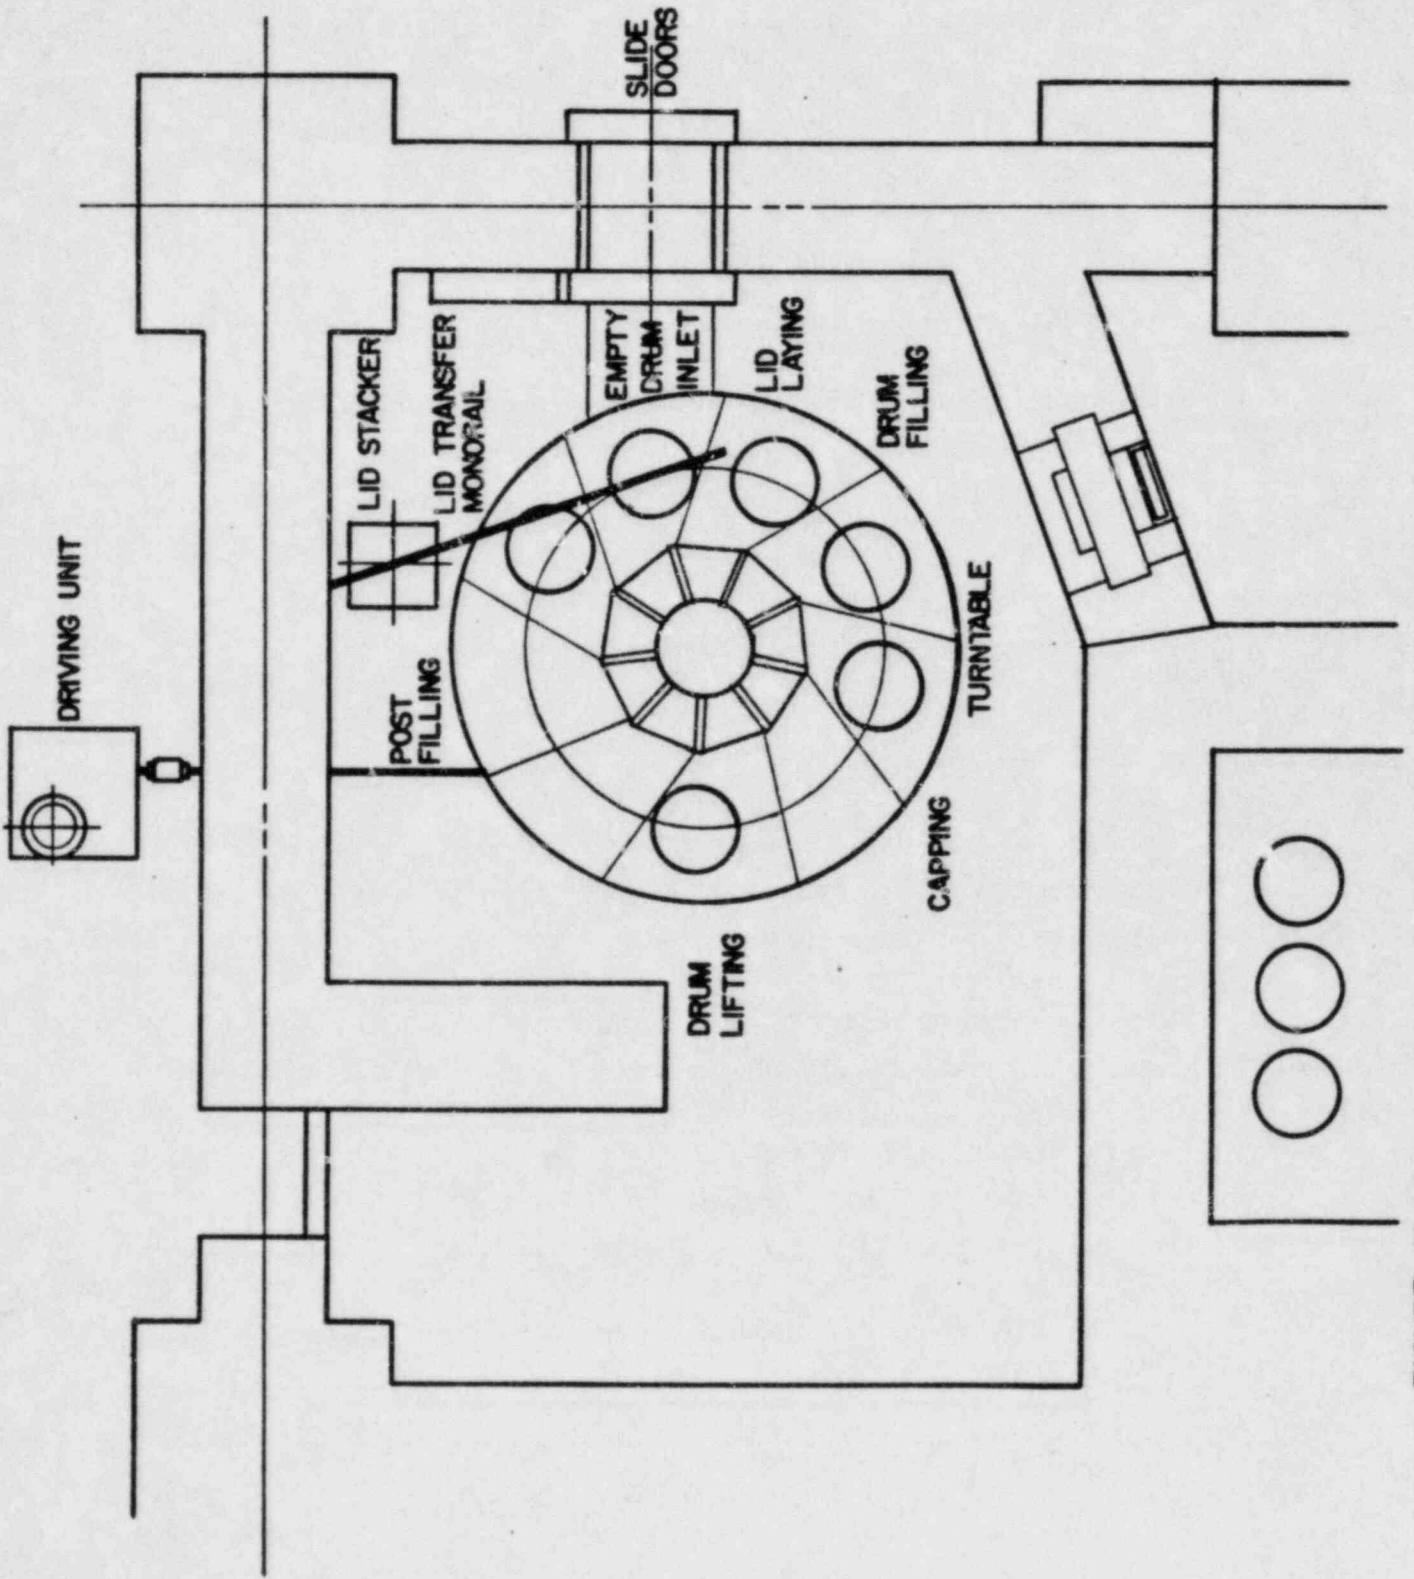 DRIVING UNIT
SLIDE
DOORS
LID STACKER
LID TRANSFER
MONORAIL
EMPTY
DRUM
INLET
LID
LAYING
DRUM
FILLING
POST
FILLING
TURNTABLE
CAPPING
DRUM
LIFTING